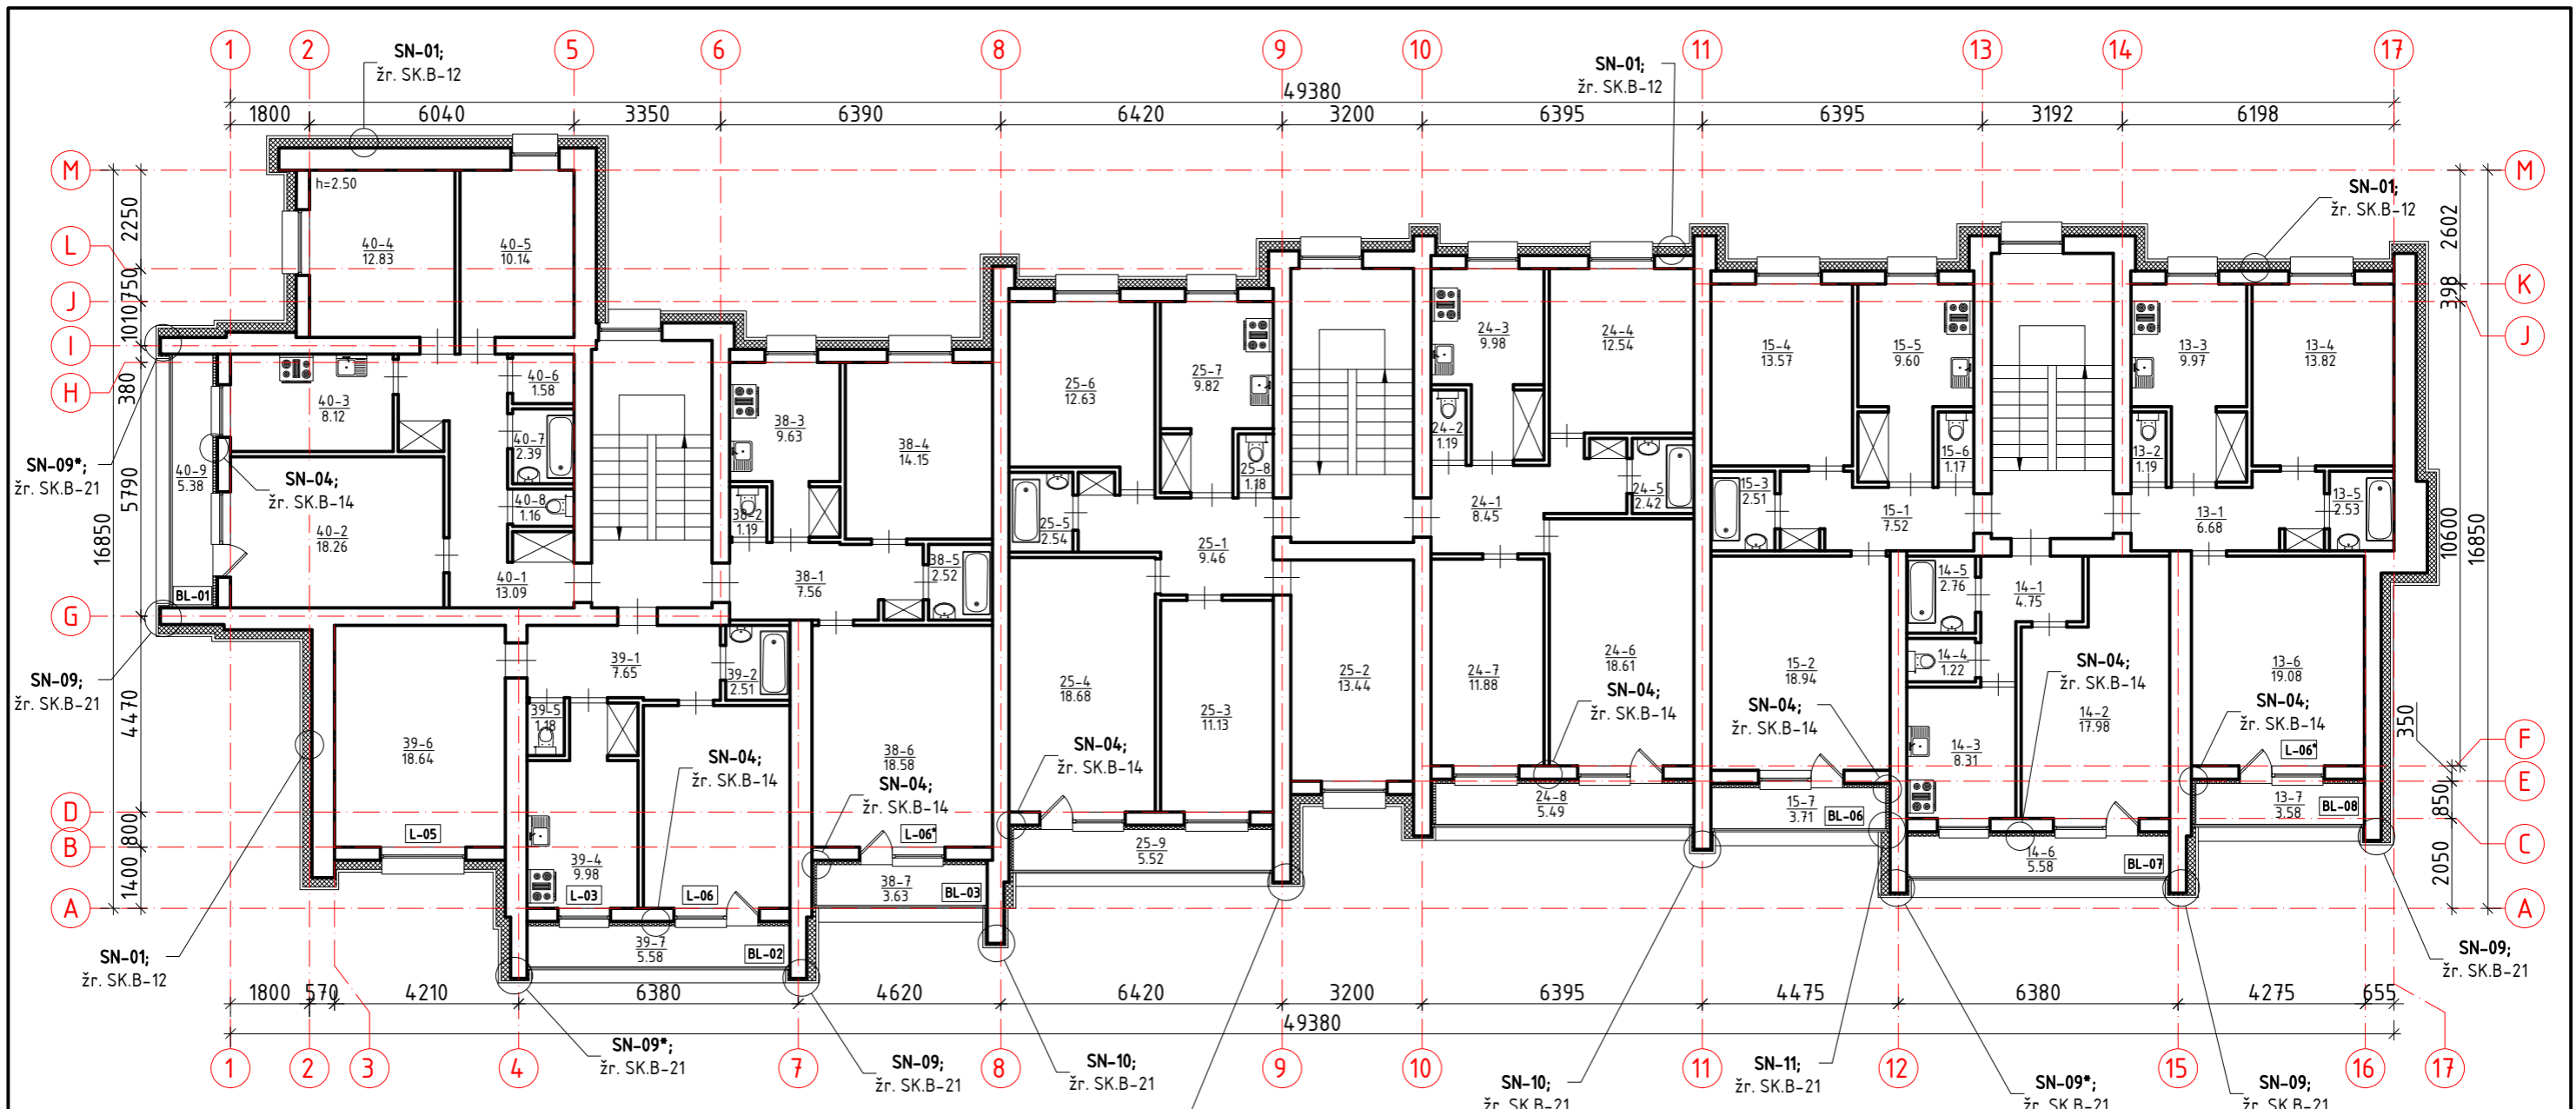 1 2 5 6 8 9 10 11 13 14 17
SN-01;
žr. SK.B-12
SN-01;
žr. SK.B-12
49380
1800 6040 3350 6390 6420 3200 6395 6395 3192 6198
M
L
J
I
H
G
D
B
A
M
K
J
F
E
C
A
2250
750
1010
380
5790
4470
800
1400
16850
2602
398
10600
16850
350
850
2050
SN-01;
žr. SK.B-12
h=2.50
40-4
12.83
40-5
10.14
40-6
1.58
40-3
8.12
40-7
2.39
40-9
5.38
40-8
1.16
40-2
18.26
40-1
13.09
BL-01
SN-09*;
žr. SK.B-21
SN-04;
žr. SK.B-14
SN-09;
žr. SK.B-21
SN-01;
žr. SK.B-12
38-3
9.63
38-4
14.15
38-2
1.19
38-1
7.56
38-5
2.52
38-6
18.58
SN-04;
žr. SK.B-14
L-06*
38-7
3.63
BL-03
39-1
7.65
39-2
2.51
39-5
1.18
39-6
18.64
L-05
SN-04;
žr. SK.B-14
39-4
9.98
L-03
L-06
39-7
5.58
BL-02
25-6
12.63
25-7
9.82
25-8
1.18
25-5
2.54
25-1
9.46
25-4
18.68
25-3
11.13
25-2
13.44
SN-04;
žr. SK.B-14
25-9
5.52
24-3
9.98
24-4
12.54
24-2
1.19
24-1
8.45
24-5
2.42
24-6
18.61
24-7
11.88
SN-04;
žr. SK.B-14
24-8
5.49
15-4
13.57
15-5
9.60
15-6
1.17
15-3
2.51
15-1
7.52
15-2
18.94
SN-04;
žr. SK.B-14
15-7
3.71
BL-06
14-5
2.76
14-1
4.75
14-4
1.22
SN-04;
žr. SK.B-14
14-2
17.98
14-3
8.31
14-6
5.58
BL-07
13-3
9.97
13-4
13.82
13-2
1.19
13-1
6.68
13-5
2.53
13-6
19.08
SN-04;
žr. SK.B-14
L-06*
13-7
3.58
BL-08
SN-09;
žr. SK.B-21
1800 570 4210 6380 4620 6420 3200 6395 4475 6380 4275 655
49380
SN-09*;
žr. SK.B-21
SN-09;
žr. SK.B-21
SN-10;
žr. SK.B-21
SN-10;
žr. SK.B-21
SN-11;
žr. SK.B-21
SN-09*;
žr. SK.B-21
SN-09;
žr. SK.B-21
1 2 3 4 7 8 9 10 11 12 15 16 17